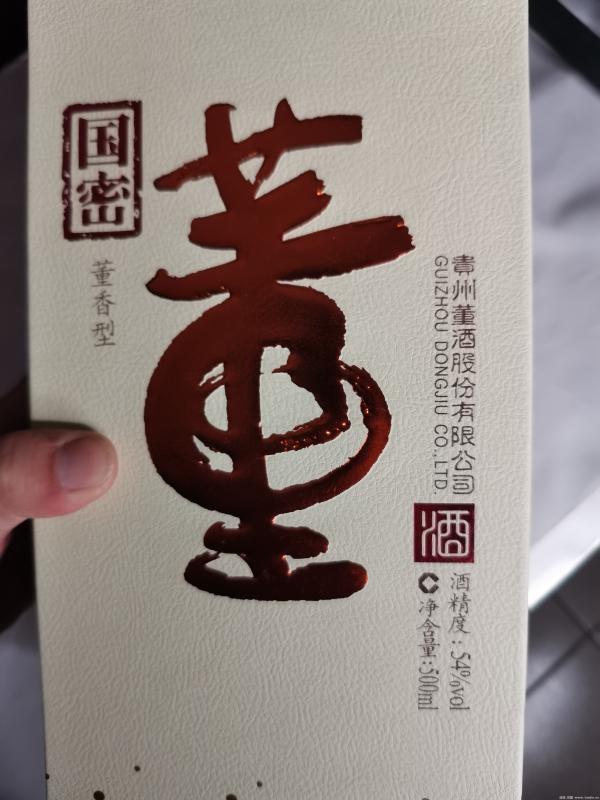 国密
董香型
董
貴州董酒股份有限公司
GUIZHOU DONGJIU CO.,LTD.
酒
酒精度:54%vol
净含量:500ml